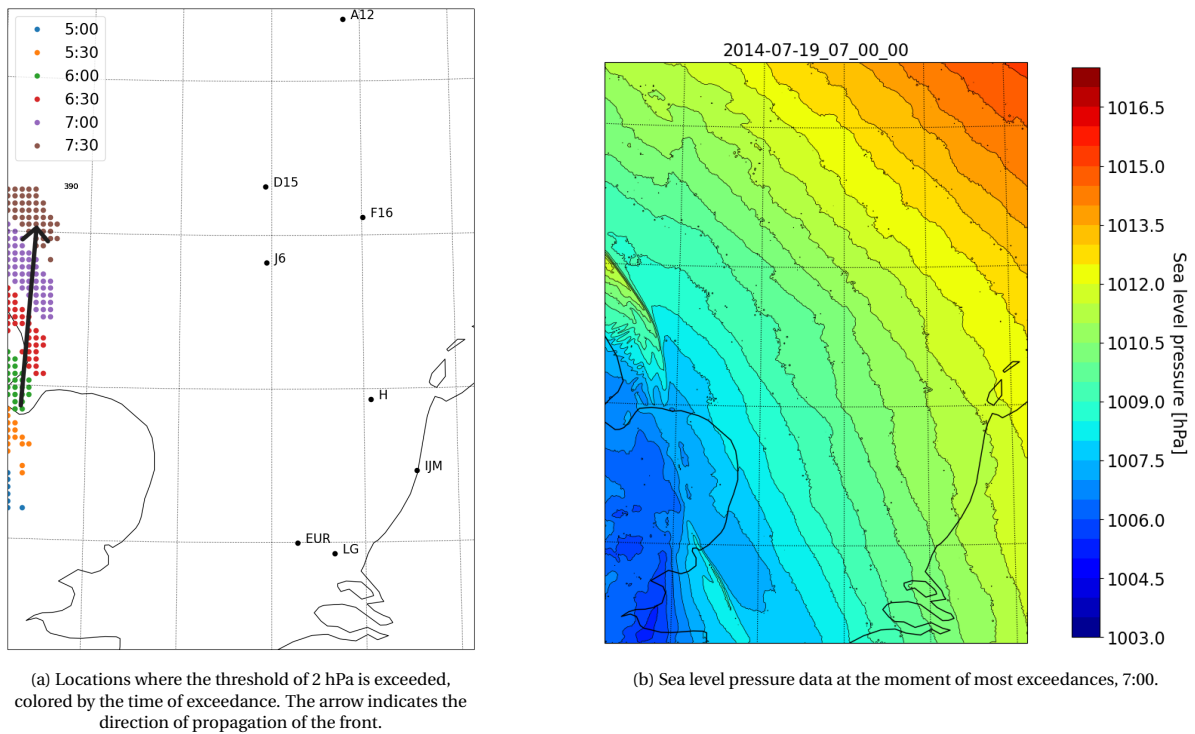 5:00
5:30
6:00
6:30
7:00
7:30
A12
390
D15
F16
J6
H
IJM
EUR
LG
(a) Locations where the threshold of 2 hPa is exceeded,
colored by the time of exceedance. The arrow indicates the
direction of propagation of the front.
2014-07-19_07_00_00
1016.5
1015.0
1013.5
1012.0
1010.5
1009.0
1007.5
1006.0
1004.5
1003.0
Sea level pressure [hPa]
(b) Sea level pressure data at the moment of most exceedances, 7:00.